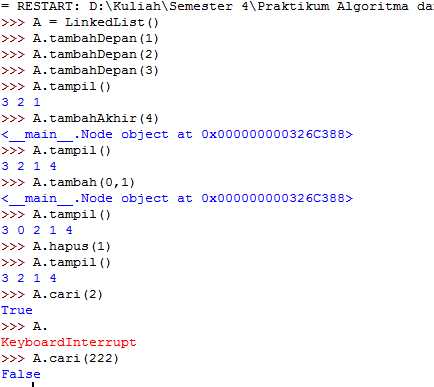 = RESTART: D:\Kuliah\Semester 4\Praktikum Algoritma da
>>> A = LinkedList()
>>> A.tambahDepan(1)
>>> A.tambahDepan(2)
>>> A.tambahDepan(3)
>>> A.tampil()
3 2 1
>>> A.tambahAkhir(4)
<__main__.Node object at 0x000000000326C388>
>>> A.tampil()
3 2 1 4
>>> A.tambah(0,1)
<__main__.Node object at 0x000000000326C388>
>>> A.tampil()
3 0 2 1 4
>>> A.hapus(1)
>>> A.tampil()
3 2 1 4
>>> A.cari(2)
True
>>> A.
KeyboardInterrupt
>>> A.cari(222)
False